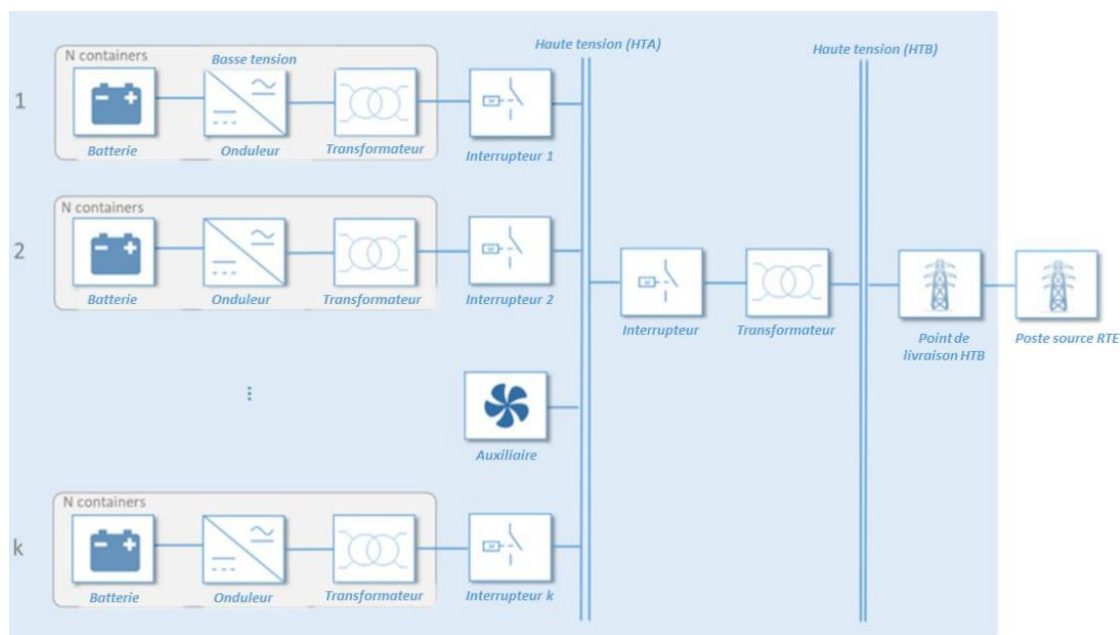 Haute tension (HTA)
Haute tension (HTB)
1
N containers
Basse tension
Batterie
Onduleur
Transformateur
Interrupteur 1
2
N containers
Batterie
Onduleur
Transformateur
Interrupteur 2
Interrupteur
Transformateur
Point de
livraison HTB
Poste source RTE
Auxiliaire
k
N containers
Batterie
Onduleur
Transformateur
Interrupteur k